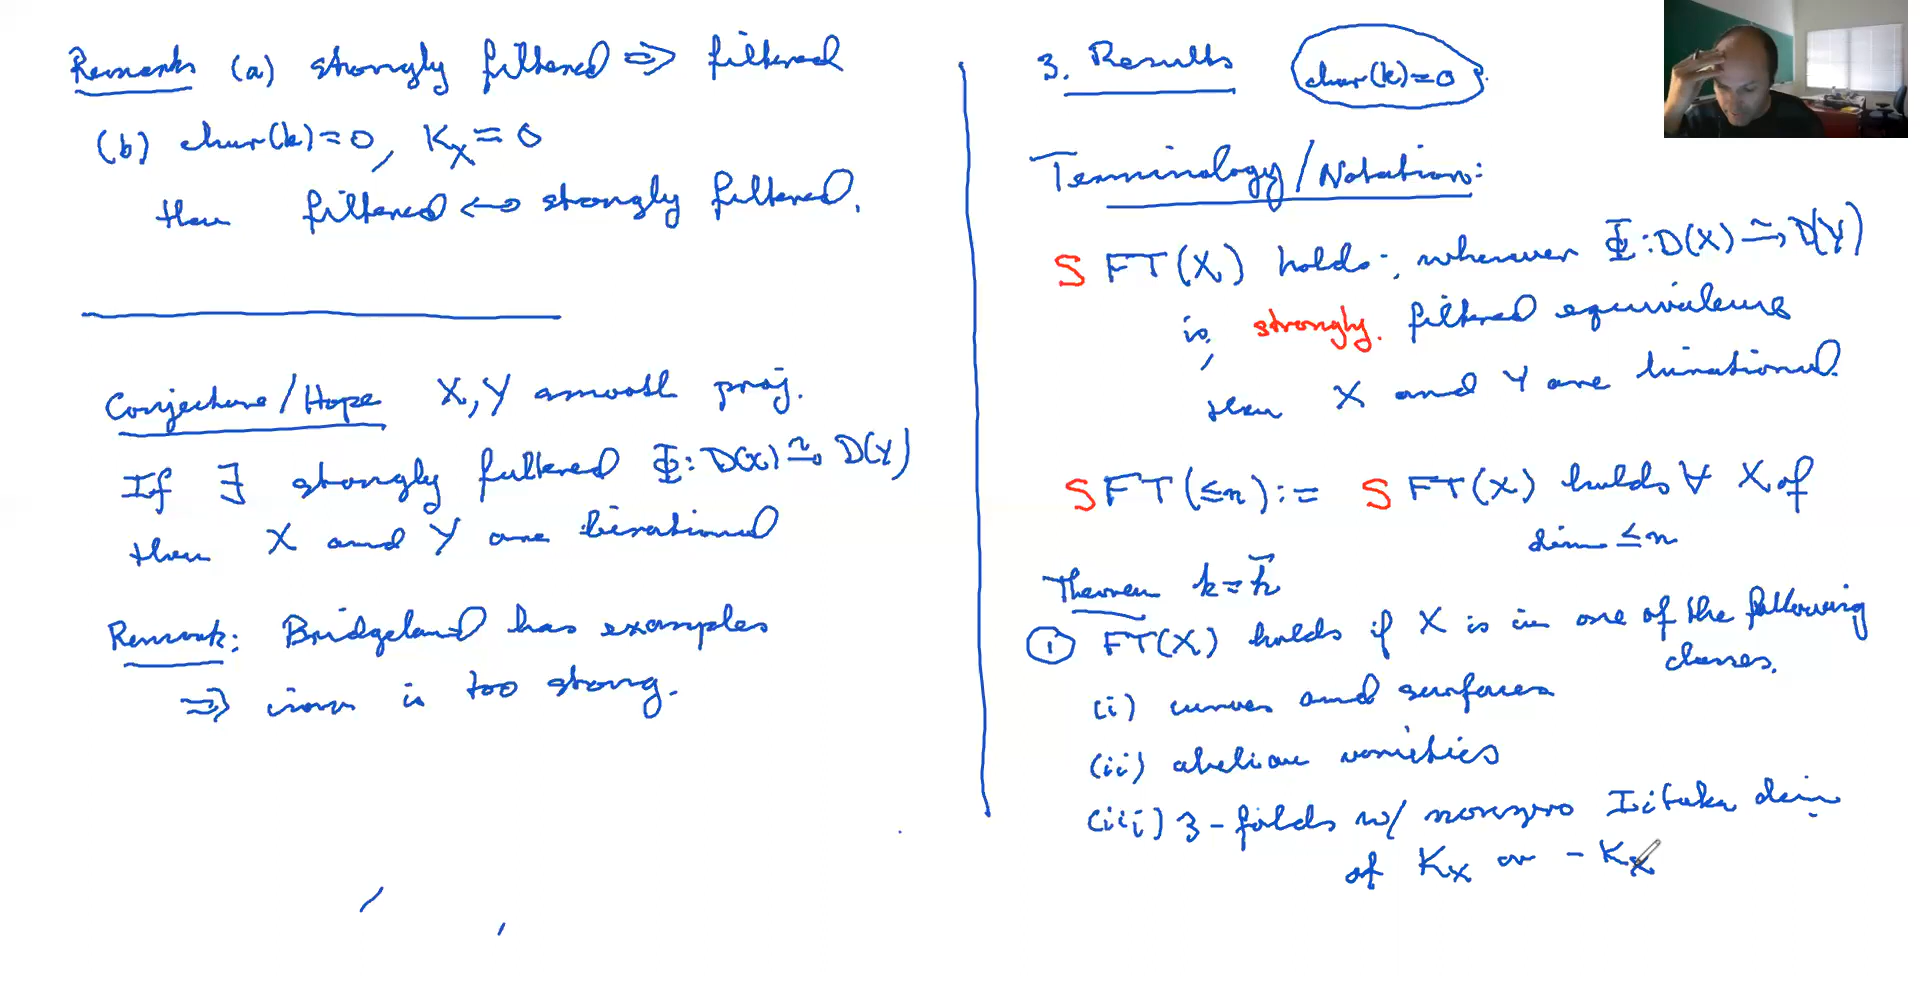 Remarks (a) strongly filtered ⇒ filtered
(b) char(k)=0, K_X = 0
then filtered ↔ strongly filtered.
Conjecture/Hope X, Y smooth proj.
If ∃ strongly filtered Φ: D(X) ≃→ D(Y)
then X and Y are birational
Remark: Bridgeland has examples
⇒ isom is too strong.
3. Results char(k)=0.
Terminology/Notation:
SFT(X) holds: whenever Φ: D(X) ≃→ D(Y)
is strongly filtered equivalence
then X and Y are birational.
SFT(≤n) := SFT(X) holds ∀ X of
dim ≤ n
Theorem k = k̄
① FT(X) holds if X is in one of the following
classes.
(i) curves and surfaces
(ii) abelian varieties
(iii) 3-folds w/ nonzero Iitaka dim
of K_X or -K_X